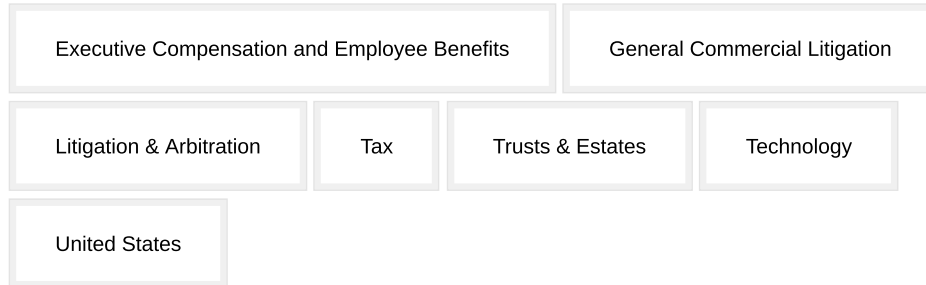 Executive Compensation and Employee Benefits General Commercial Litigation
Litigation & Arbitration Tax Trusts & Estates Technology
United States